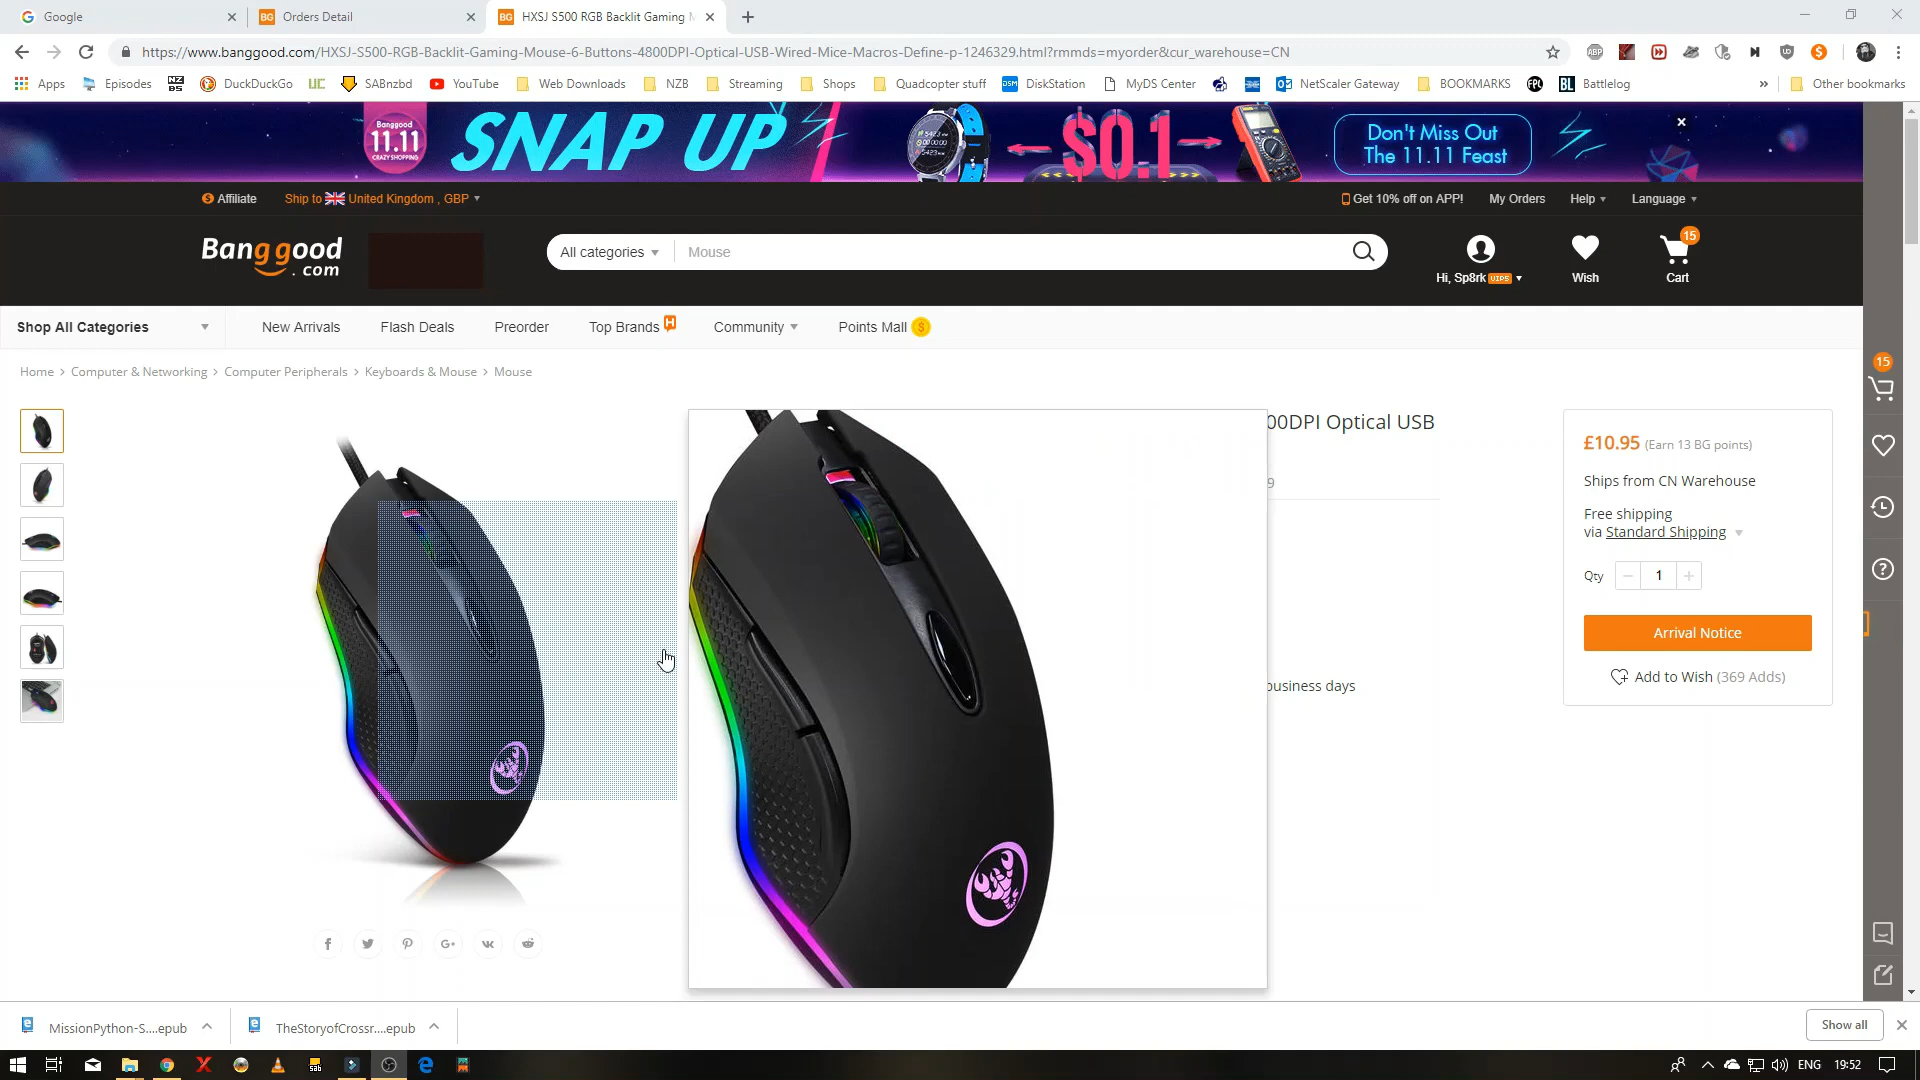 Google
Orders Detail
HXSJ S500 RGB Backlit Gaming M
https://www.banggood.com/HXSJ-S500-RGB-Backlit-Gaming-Mouse-6-Buttons-4800DPI-Optical-USB-Wired-Mice-Macros-Define-p-1246329.html?rmmds=myorder&cur_warehouse=CN
Apps Episodes DuckDuckGo SABnzbd YouTube Web Downloads NZB Streaming Shops Quadcopter stuff DiskStation MyDS Center NetScaler Gateway BOOKMARKS Battlelog » Other bookmarks
Banggood
11.11
CRAZY SHOPPING
SNAP UP
$0.1
Don't Miss Out
The 11.11 Feast
Affiliate Ship to United Kingdom , GBP
Get 10% off on APP! My Orders Help Language
Banggood
.com
All categories Mouse
15
Hi, Sp8rk VIP5 Wish Cart
Shop All Categories New Arrivals Flash Deals Preorder Top Brands H Community Points Mall $
Home > Computer & Networking > Computer Peripherals > Keyboards & Mouse > Mouse
00DPI Optical USB
9
business days
£10.95 (Earn 13 BG points)
Ships from CN Warehouse
Free shipping
via Standard Shipping
Qty − 1 +
Arrival Notice
Add to Wish (369 Adds)
15
MissionPython-S....epub
TheStoryofCrossr....epub
Show all
ENG 19:52